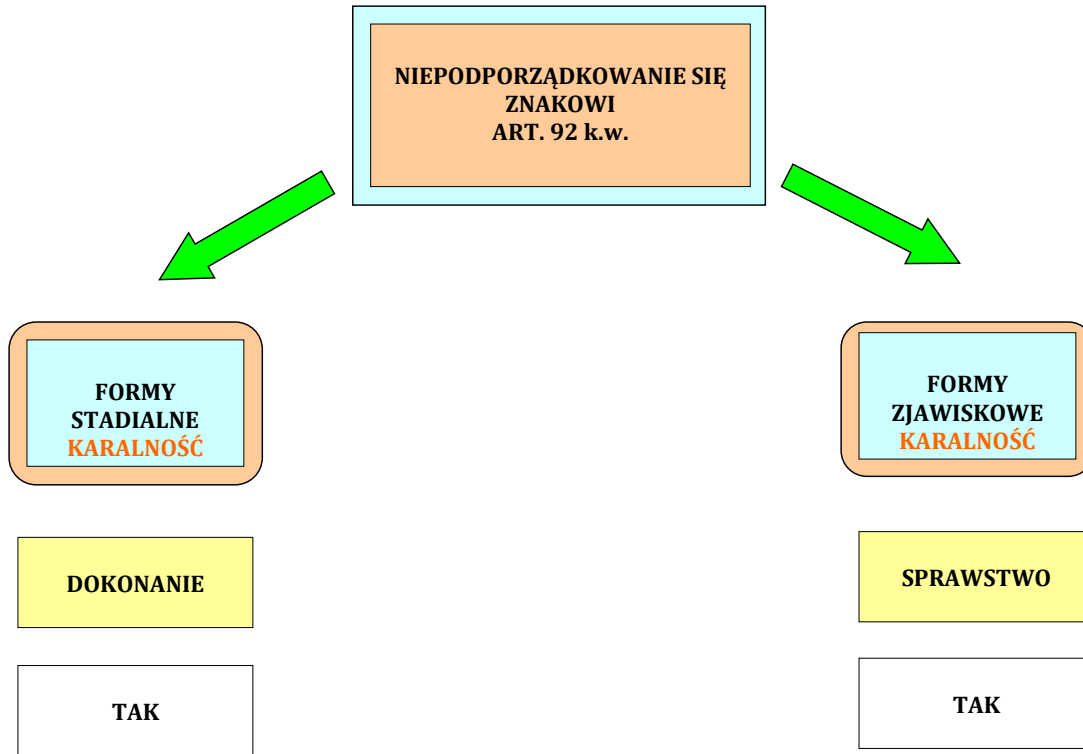 NIEPODPORZĄDKOWANIE SIĘ
ZNAKOWI
ART. 92 k.w.
FORMY
STADIALNE
KARALNOŚĆ
FORMY
ZJAWISKOWE
KARALNOŚĆ
DOKONANIE
SPRAWSTWO
TAK
TAK